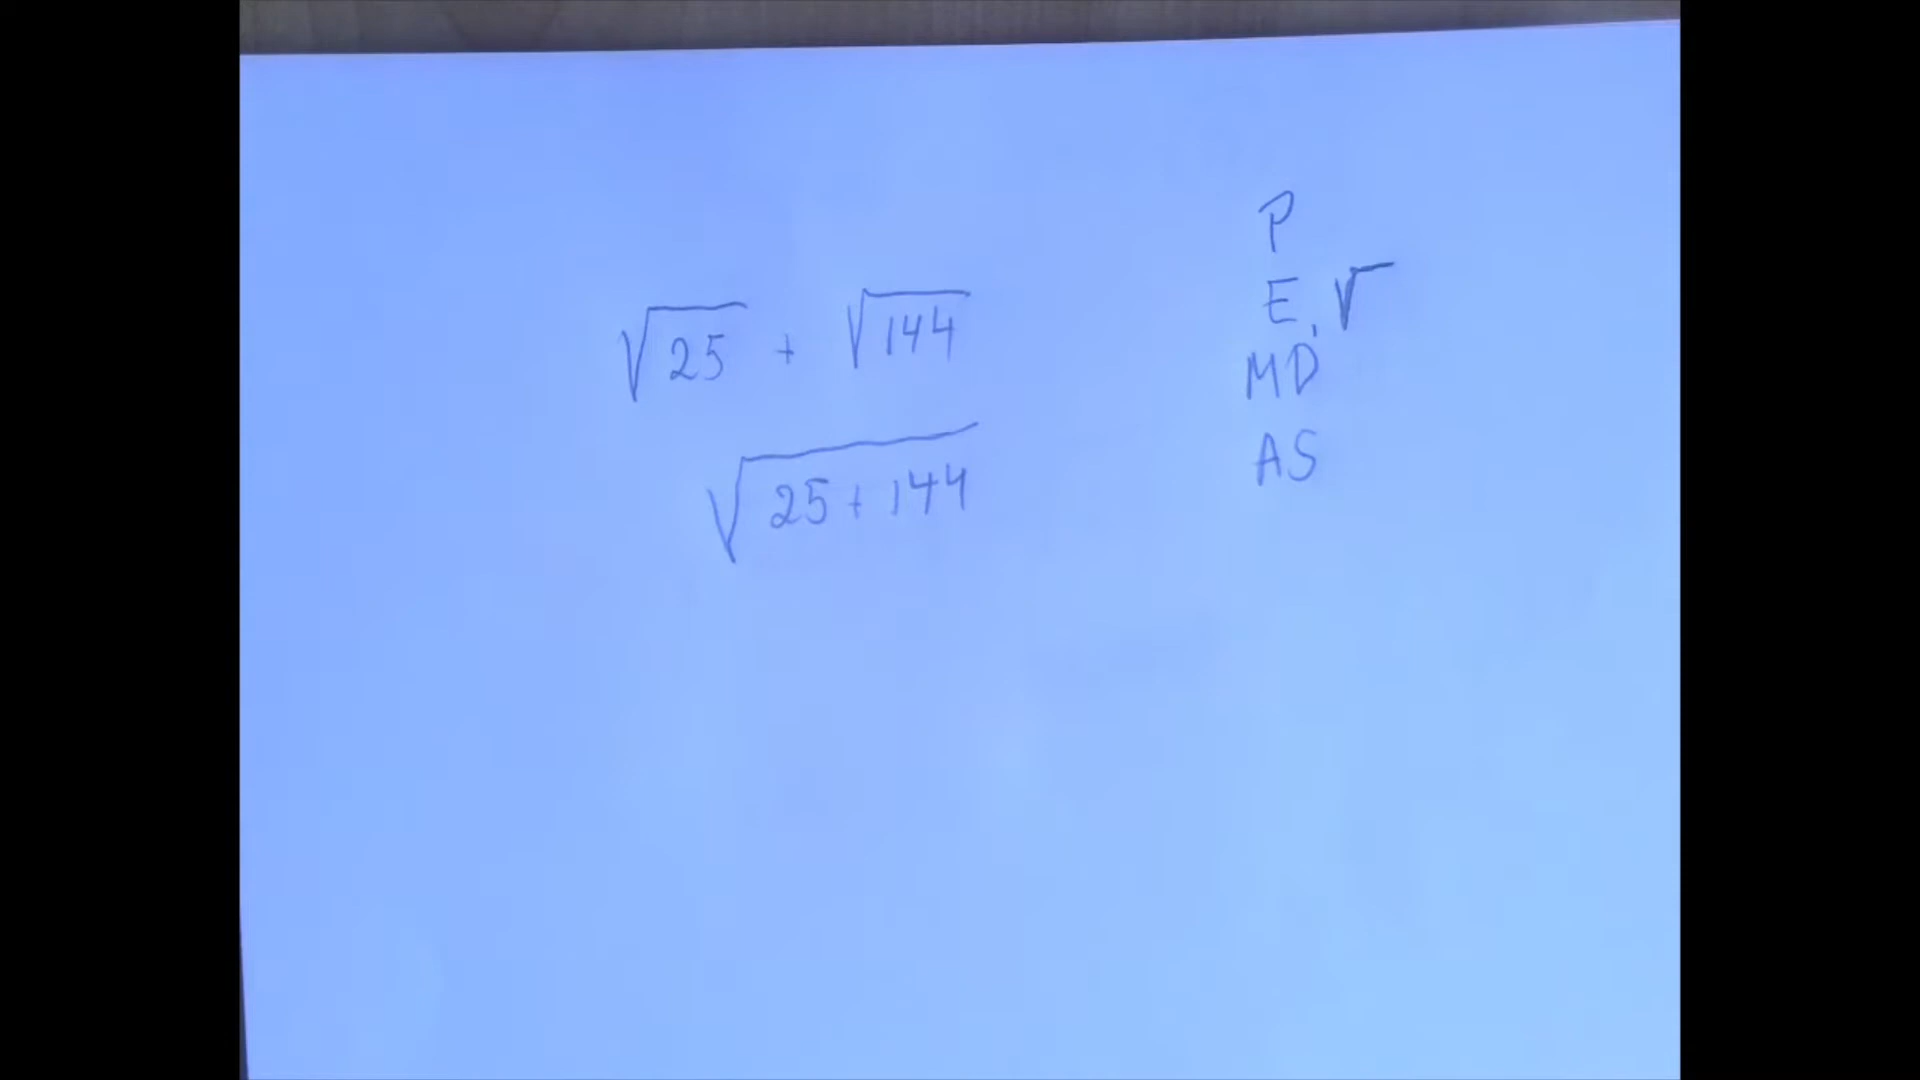 √25 + √144
√25 + 144
P
E, √
MD
AS